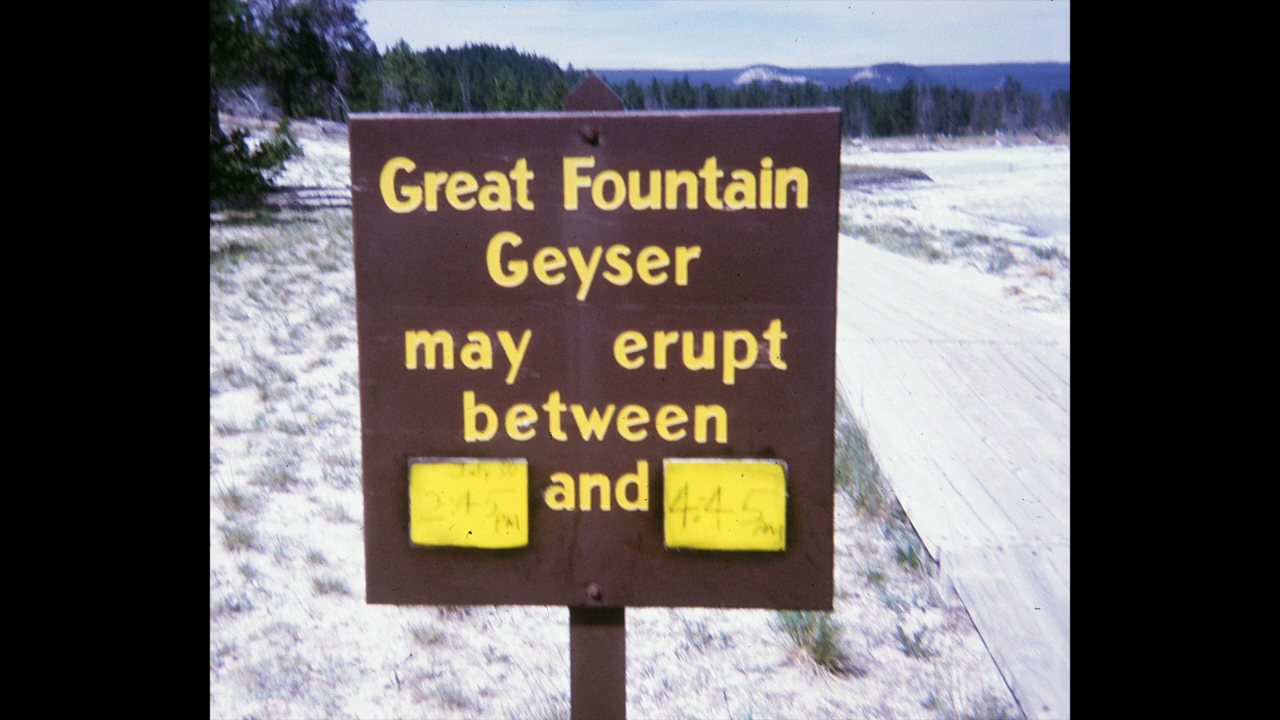 Great Fountain
Geyser
may erupt
between
2:45 PM and 4:45 PM